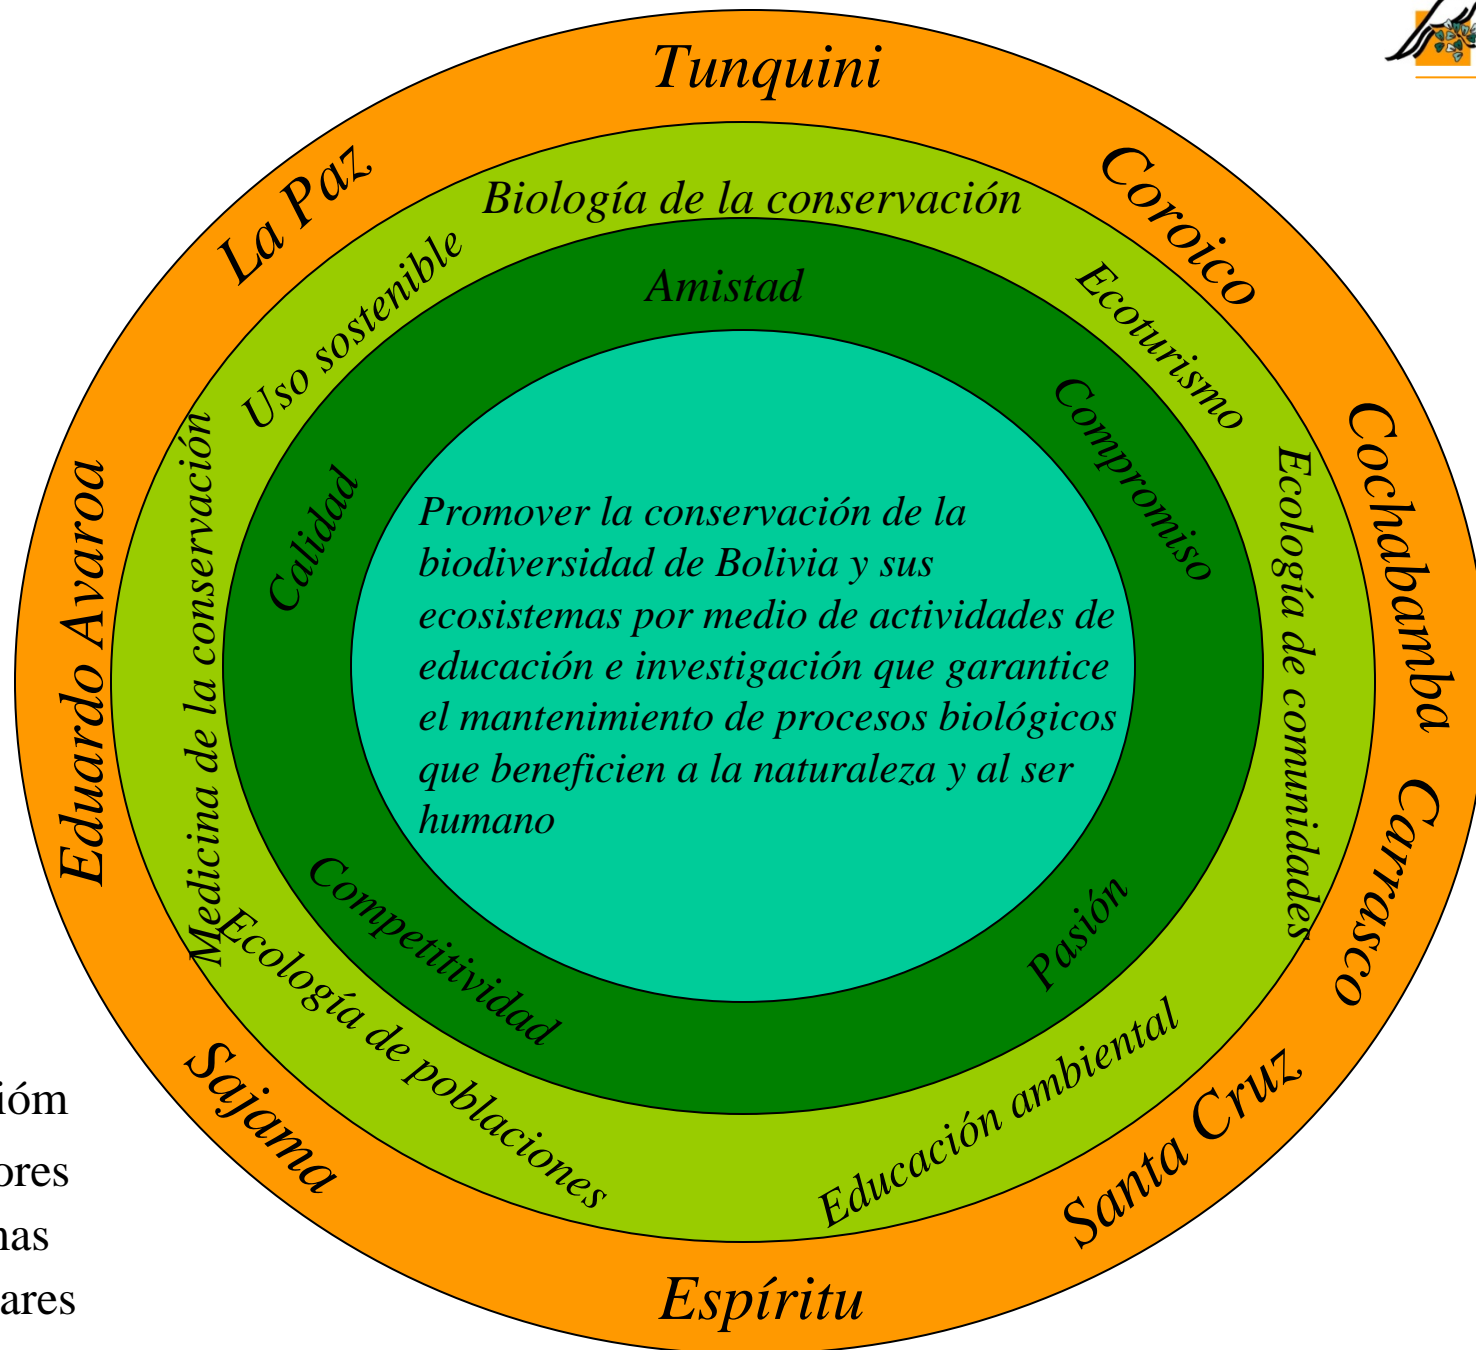 Tunquini
La Paz
Coroico
Biología de la conservación
Uso sostenible
Ecoturismo
Amistad
Compromiso
Cochabamba
Calidad
Medicina de la conservación
Eduardo Avaroa
Ecología de comunidades
Promover la conservación de la
biodiversidad de Bolivia y sus
ecosistemas por medio de actividades de
educación e investigación que garantice
el mantenimiento de procesos biológicos
que beneficien a la naturaleza y al ser
humano
Carrasco
Competitividad
Pasión
Ecología de poblaciones
Educación ambiental
Sajama
Santa Cruz
Espíritu
ióm
ores
nas
ares